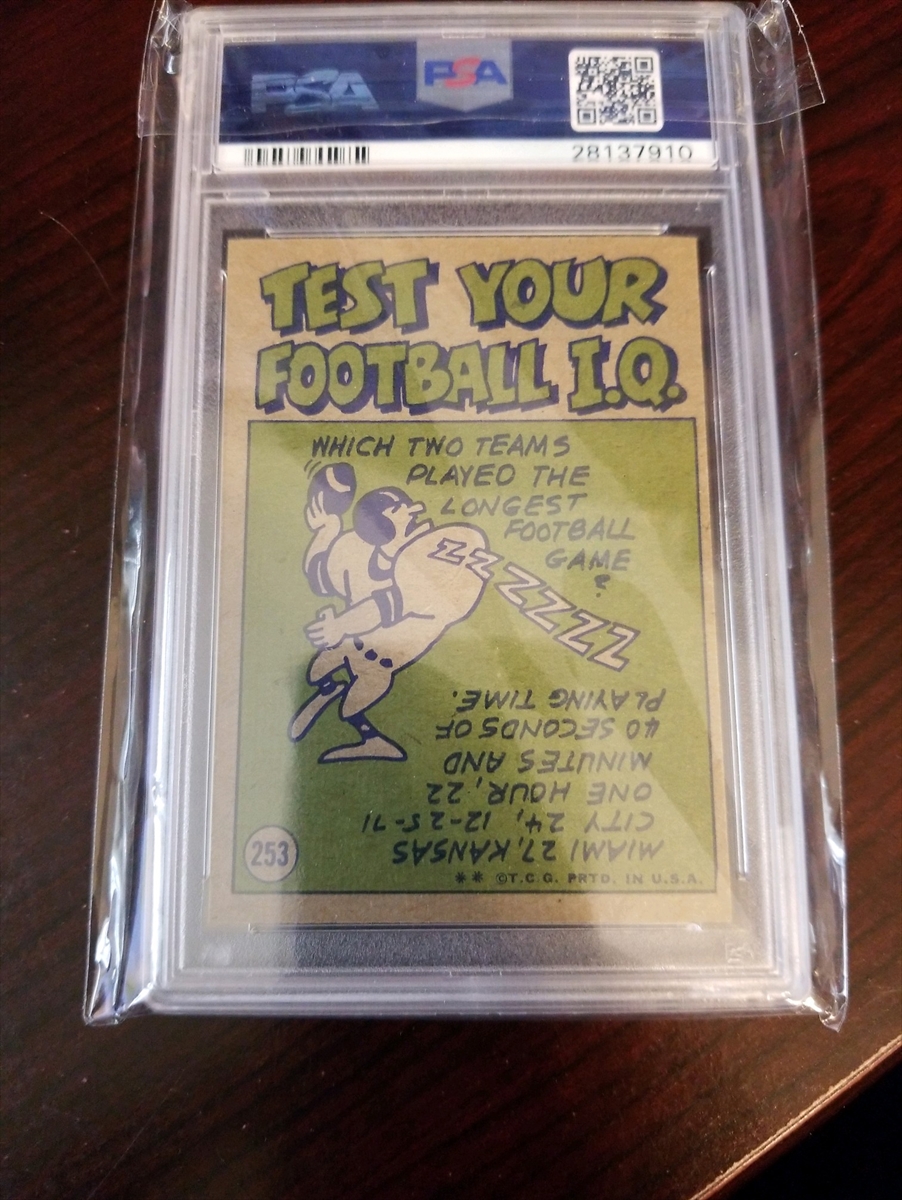 PSA PSA
28137910
TEST YOUR
FOOTBALL I.Q.
WHICH TWO TEAMS
PLAYED THE
LONGEST
FOOTBALL
GAME
?
ZZZZZZ
MIAMI 27, KANSAS
CITY 24, 12-25-71
ONE HOUR, 22
MINUTES AND
40 SECONDS OF
PLAYING TIME.
253
** ©T.C.G. PRTD. IN U.S.A.